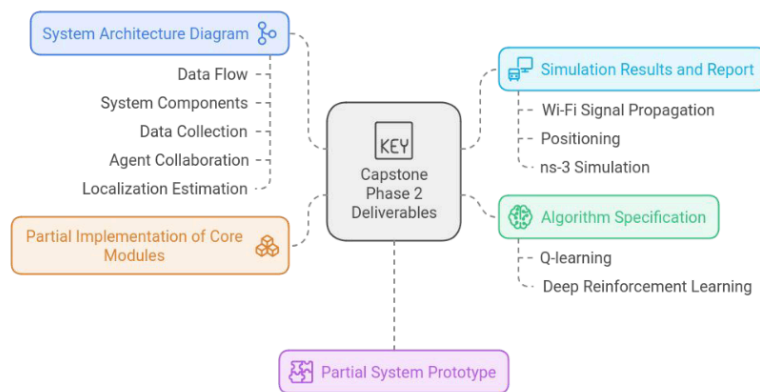 System Architecture Diagram
Data Flow
System Components
Data Collection
Agent Collaboration
Localization Estimation
Partial Implementation of Core
Modules
KEY
Capstone
Phase 2
Deliverables
Simulation Results and Report
Wi-Fi Signal Propagation
Positioning
ns-3 Simulation
Algorithm Specification
Q-learning
Deep Reinforcement Learning
Partial System Prototype